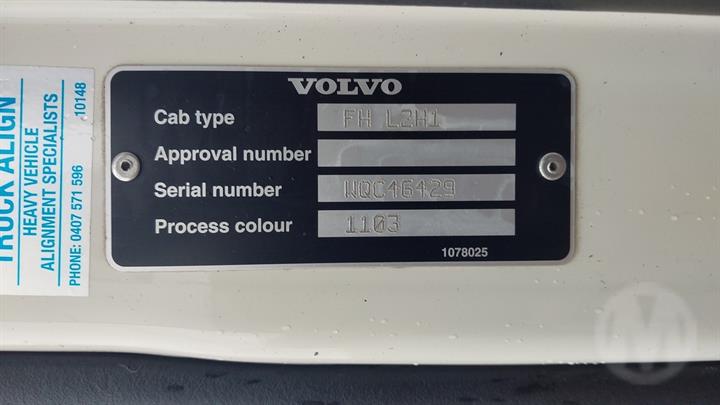 VOLVO
Cab type FH L2H1
Approval number
Serial number WQC46429
Process colour 1103
1078025
TRUCK ALIGN
HEAVY VEHICLE
ALIGNMENT SPECIALISTS
PHONE: 0407 571 596 10148
M